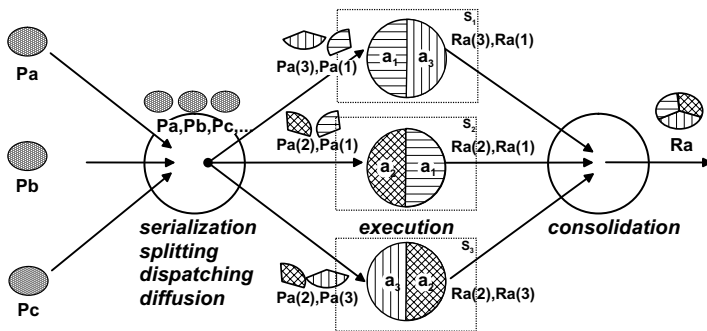 Pa
Pb
Pc
Pa,Pb,Pc,...
serialization
splitting
dispatching
diffusion
Pa(3),Pa(1)
Pa(2),Pa(1)
Pa(2),Pa(3)
S1
a1 a3
Ra(3),Ra(1)
S2
a2 a1
Ra(2),Ra(1)
execution
S3
a3 a2
Ra(2),Ra(3)
consolidation
Ra